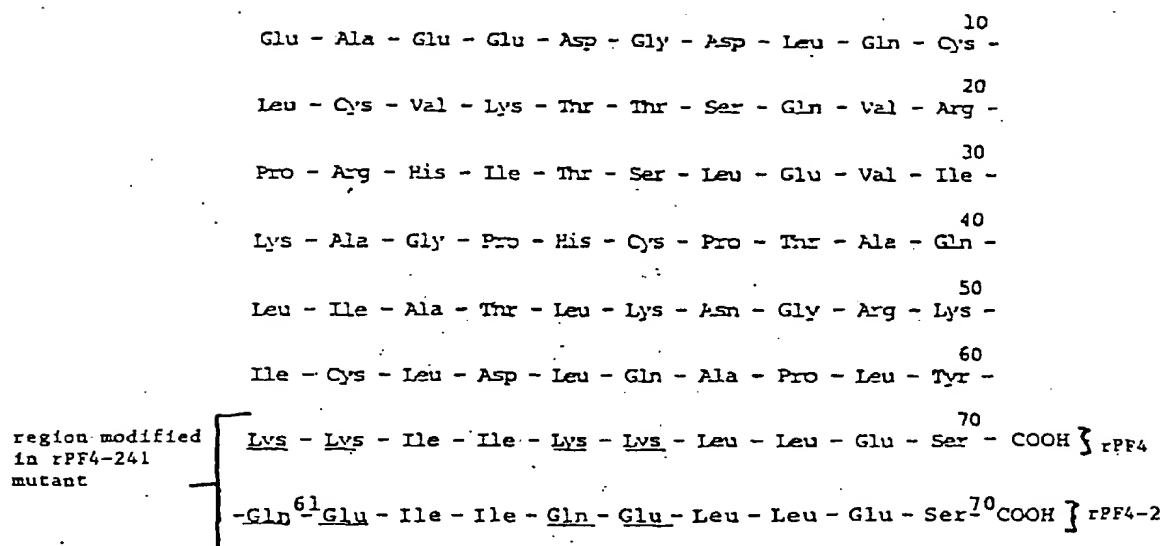 10
Glu - Ala - Glu - Glu - Asp - Gly - Asp - Leu - Gln - Cys -
20
Leu - Cys - Val - Lys - Thr - Thr - Ser - Gln - Val - Arg -
30
Pro - Arg - His - Ile - Thr - Ser - Leu - Glu - Val - Ile -
40
Lys - Ala - Gly - Pro - His - Cys - Pro - Thr - Ala - Gln -
50
Leu - Ile - Ala - Thr - Leu - Lys - Asn - Gly - Arg - Lys -
60
Ile - Cys - Leu - Asp - Leu - Gln - Ala - Pro - Leu - Tyr -
region modified
in rPF4-241
mutant
70
Lys - Lys - Ile - Ile - Lys - Lys - Leu - Leu - Glu - Ser - COOH } rPF4
-Gln 61 - Glu - Ile - Ile - Gln - Glu - Leu - Leu - Glu - Ser - 70 COOH } rPF4-2